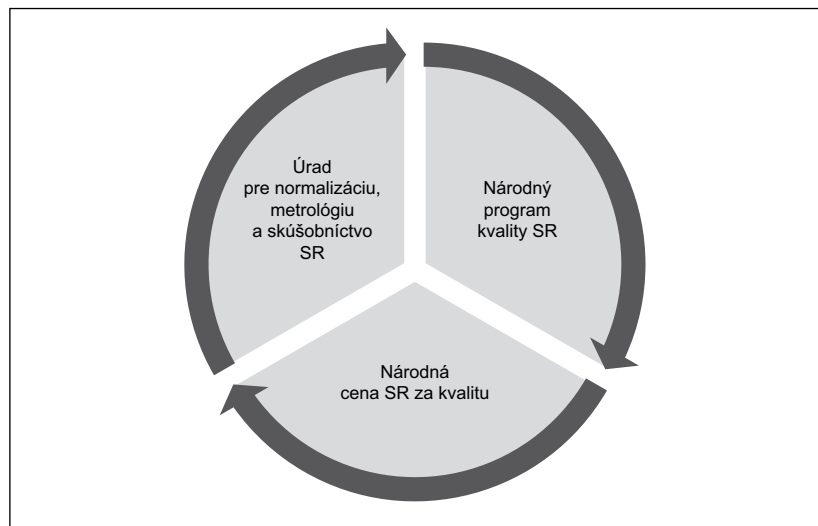 Úrad
pre normalizáciu,
metrológiu
a skúšobníctvo
SR
Národný
program
kvality SR
Národná
cena SR za kvalitu